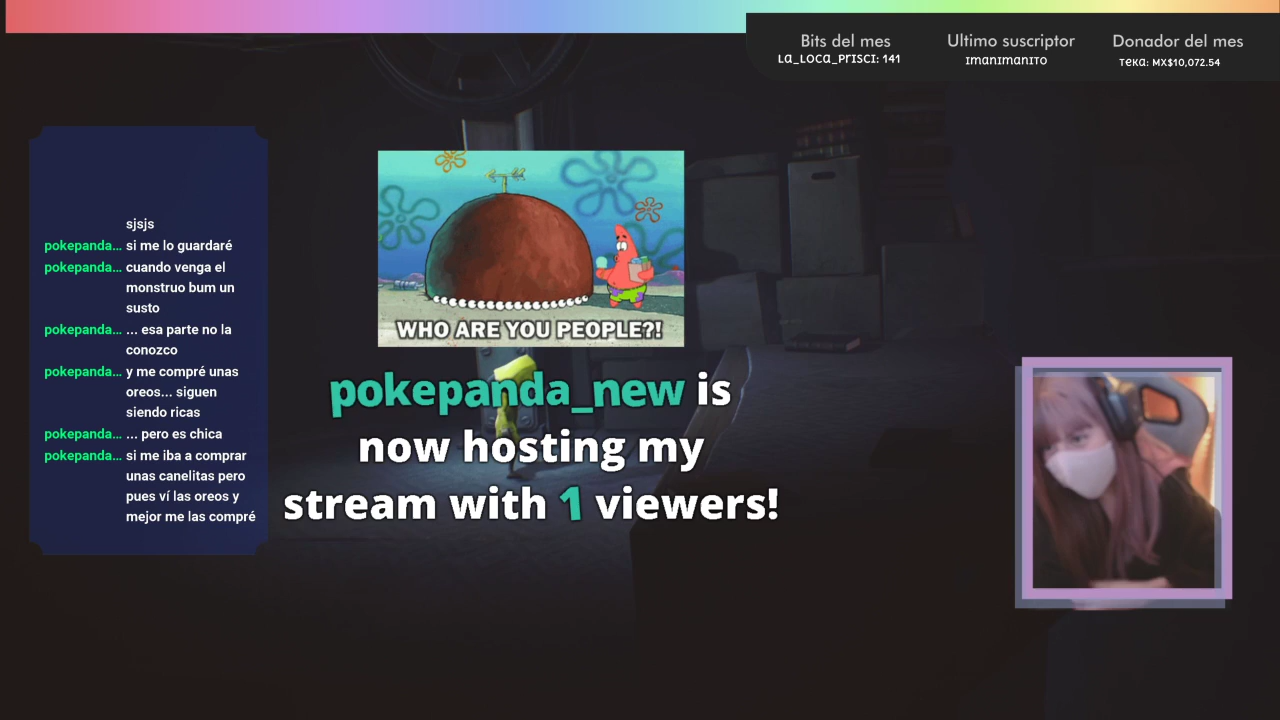 Bits del mes
La_Loca_Prisci: 141
Ultimo suscriptor
imanimanito
Donador del mes
Teka: MX$10,072.54
sjsjs
pokepanda... si me lo guardaré
pokepanda... cuando venga el
monstruo bum un
susto
pokepanda... ... esa parte no la
conozco
pokepanda... y me compré unas
oreos... siguen
siendo ricas
pokepanda... ... pero es chica
pokepanda... si me iba a comprar
unas canelitas pero
pues ví las oreos y
mejor me las compré
WHO ARE YOU PEOPLE?!
pokepanda_new is
now hosting my
stream with 1 viewers!